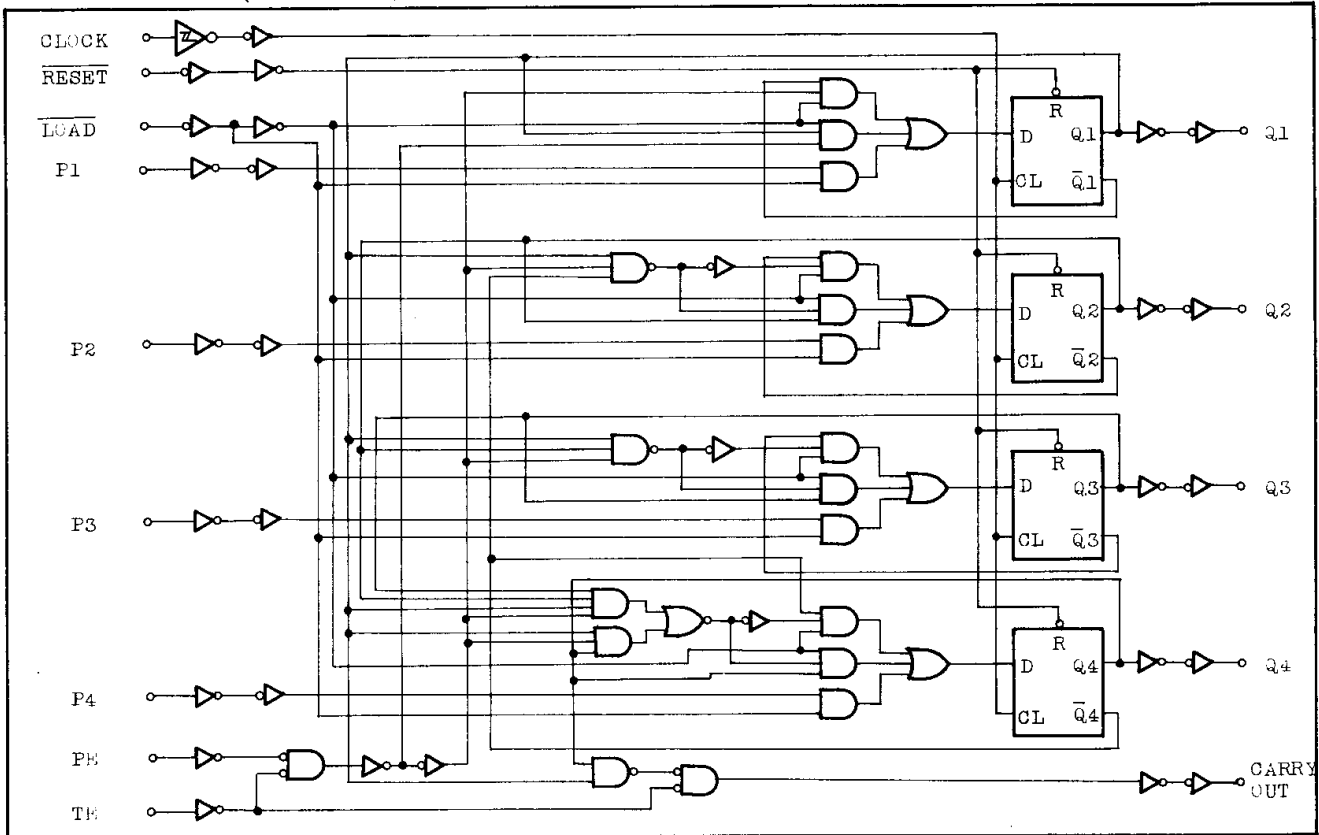 CLOCK
RESET
LOAD
P1
R
D Q1
CL Q̅1
Q1
P2
R
D Q2
CL Q̅2
Q2
P3
R
D Q3
CL Q̅3
Q3
P4
R
D Q4
CL Q̅4
Q4
PE
TE
CARRY
OUT